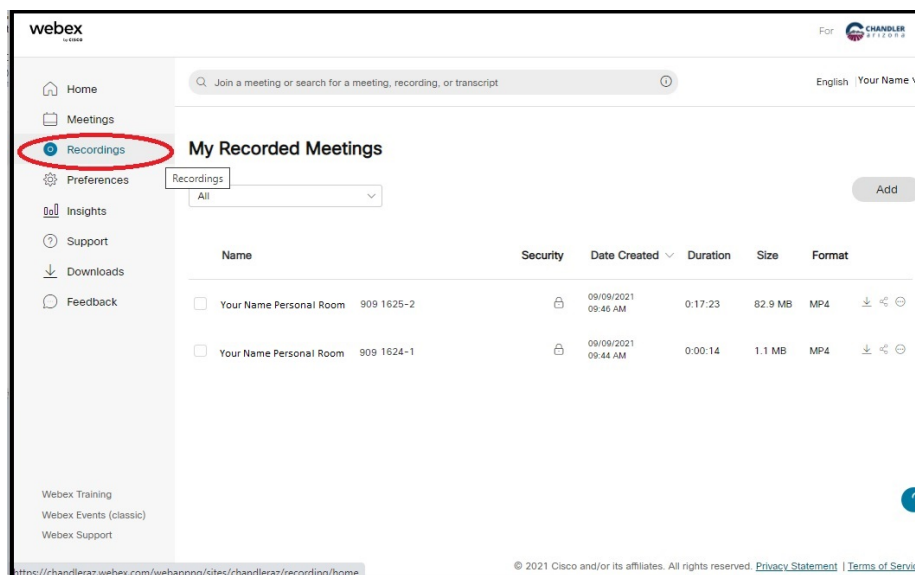 webex
by CISCO
For CHANDLER
arizona
Home
Meetings
Recordings
Preferences
Insights
Support
Downloads
Feedback
Webex Training
Webex Events (classic)
Webex Support
Join a meeting or search for a meeting, recording, or transcript
English Your Name
My Recorded Meetings
Recordings
All
Add
Name Security Date Created Duration Size Format
Your Name Personal Room 909 1625-2 09/09/2021 0:17:23 82.9 MB MP4
09:46 AM
Your Name Personal Room 909 1624-1 09/09/2021 0:00:14 1.1 MB MP4
09:44 AM
https://chandleraz.webex.com/webappng/sites/chandleraz/recording/home
© 2021 Cisco and/or its affiliates. All rights reserved. Privacy Statement | Terms of Servic